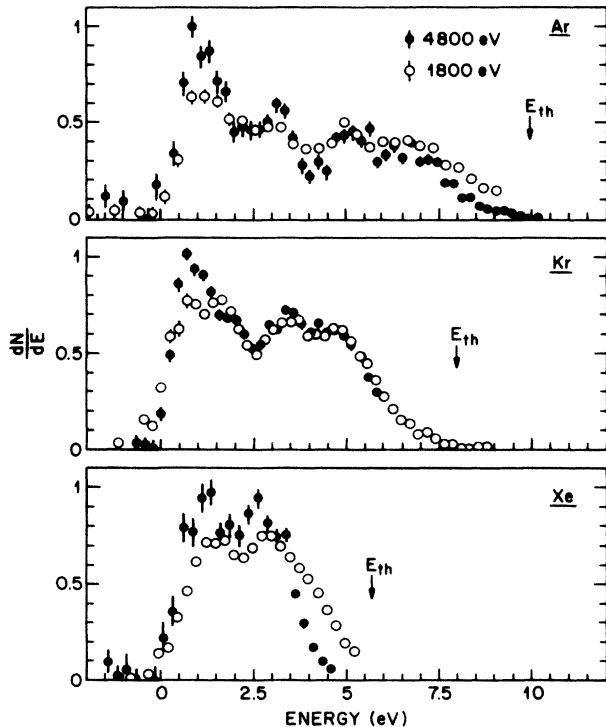 1
0.5
0
Ar
4800 eV
1800 eV
Eth
1
0.5
0
Kr
Eth
dN
dE
1
0.5
0
Xe
Eth
0
2.5
5
7.5
10
ENERGY (eV)